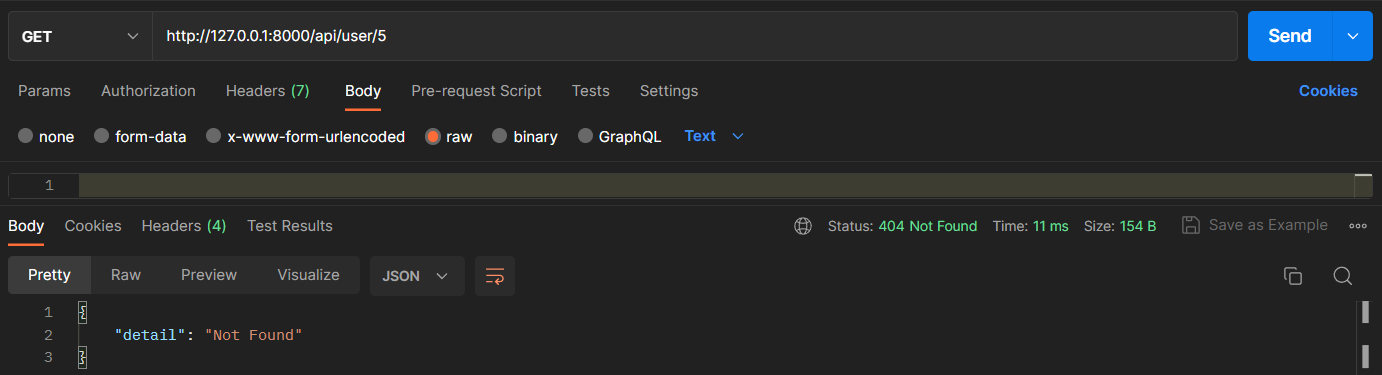 GET http://127.0.0.1:8000/api/user/5 Send
Params Authorization Headers (7) Body Pre-request Script Tests Settings Cookies
none form-data x-www-form-urlencoded raw binary GraphQL Text
1
Body Cookies Headers (4) Test Results Status: 404 Not Found Time: 11 ms Size: 154 B Save as Example
Pretty Raw Preview Visualize JSON
1 {
2 "detail": "Not Found"
3 }